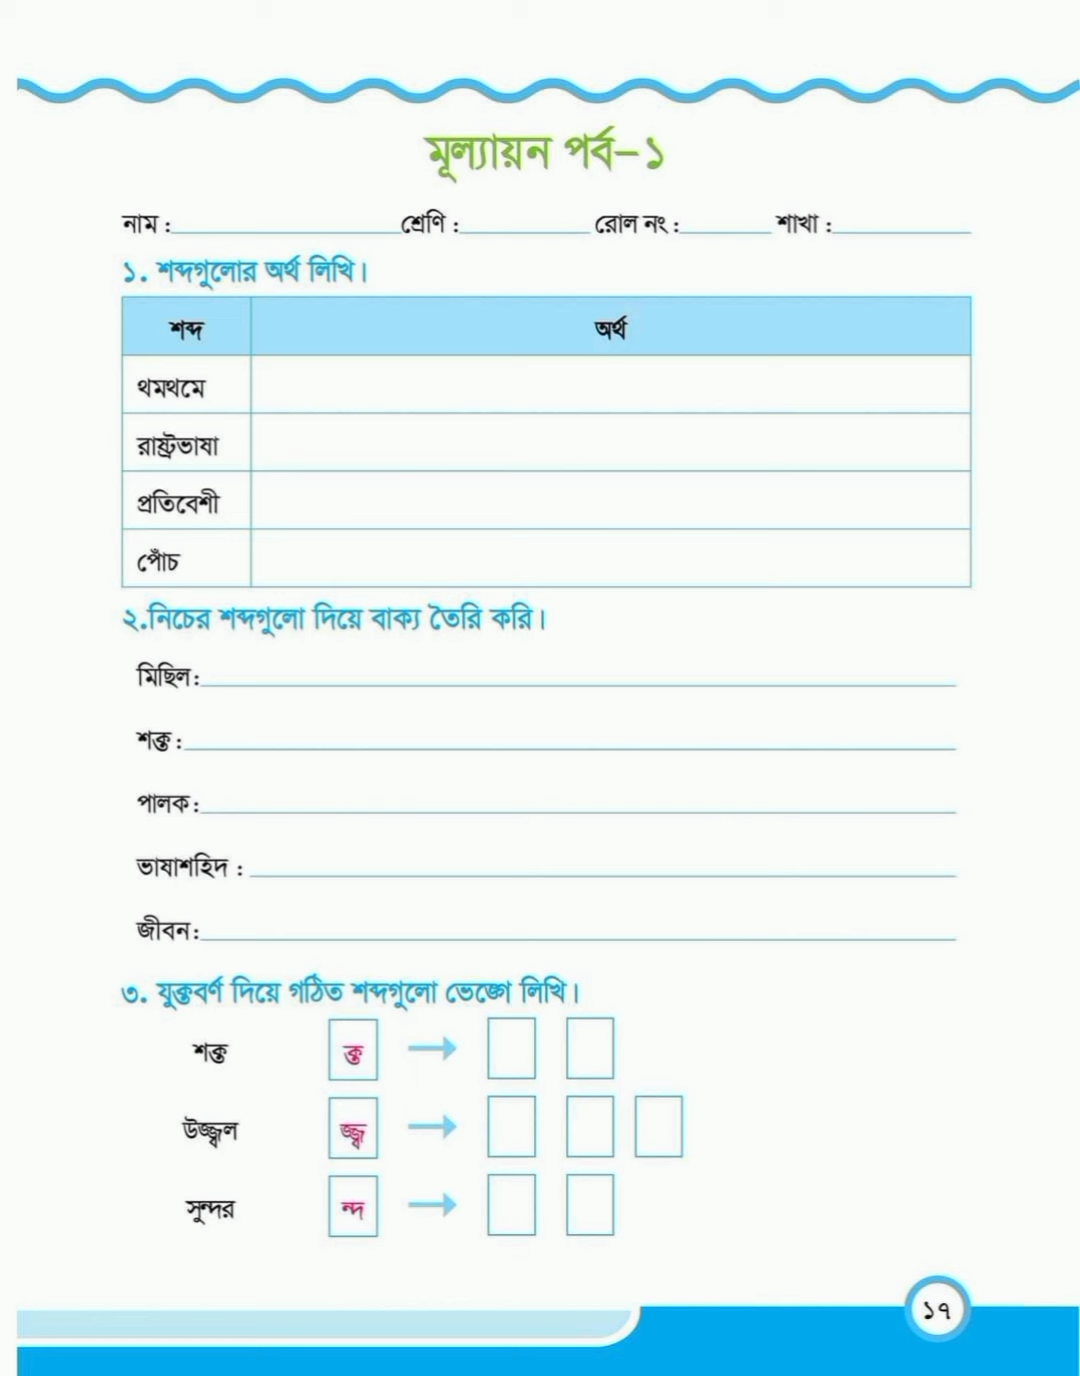 মূল্যায়ন পর্ব-১
নাম : শ্রেণি : রোল নং : শাখা :
১. শব্দগুলোর অর্থ লিখি।
শব্দ অর্থ
থমথমে
রাষ্ট্রভাষা
প্রতিবেশী
পোঁচ
২.নিচের শব্দগুলো দিয়ে বাক্য তৈরি করি।
মিছিল:
শক্ত :
পালক:
ভাষাশহিদ :
জীবন:
৩. যুক্তবর্ণ দিয়ে গঠিত শব্দগুলো ভেঙ্গে লিখি।
শক্ত ক্ত →
উজ্জ্বল জ্জ্ব →
সুন্দর ন্দ →
১৭